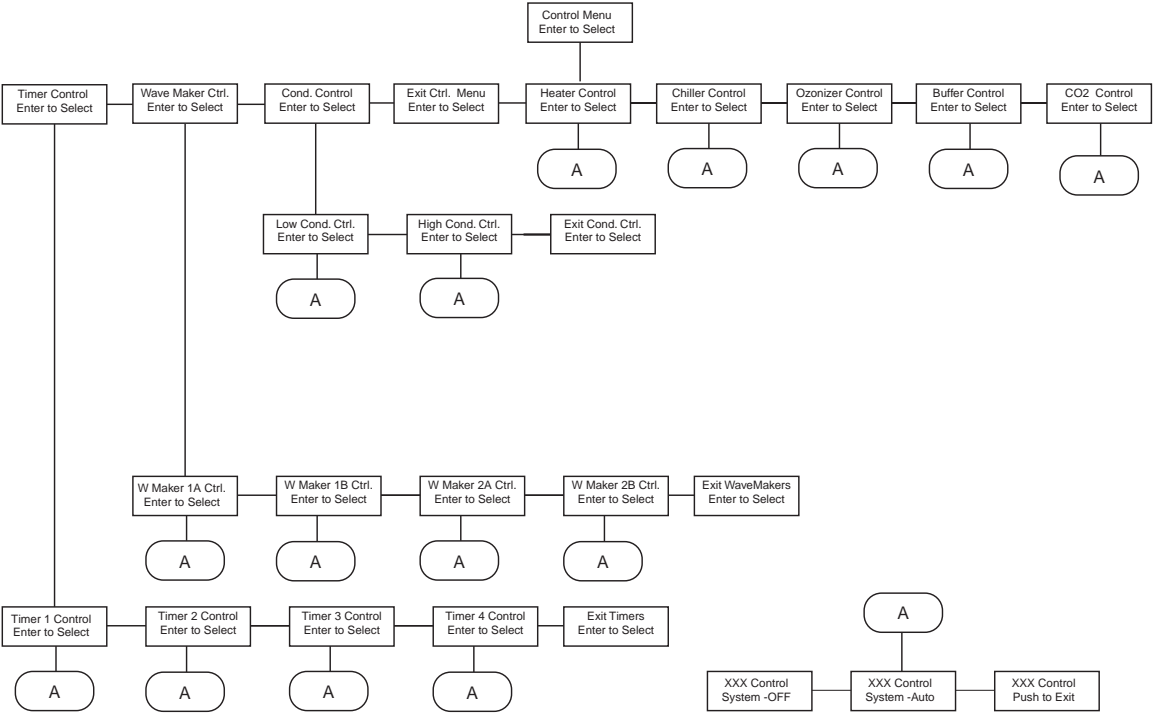 Control Menu
Enter to Select
Timer Control
Enter to Select
Wave Maker Ctrl.
Enter to Select
Cond. Control
Enter to Select
Exit Ctrl. Menu
Enter to Select
Heater Control
Enter to Select
Chiller Control
Enter to Select
Ozonizer Control
Enter to Select
Buffer Control
Enter to Select
CO2 Control
Enter to Select
A
A
A
A
A
Low Cond. Ctrl.
Enter to Select
High Cond. Ctrl.
Enter to Select
Exit Cond. Ctrl.
Enter to Select
A
A
W Maker 1A Ctrl.
Enter to Select
W Maker 1B Ctrl.
Enter to Select
W Maker 2A Ctrl.
Enter to Select
W Maker 2B Ctrl.
Enter to Select
Exit WaveMakers
Enter to Select
A
A
A
A
Timer 1 Control
Enter to Select
Timer 2 Control
Enter to Select
Timer 3 Control
Enter to Select
Timer 4 Control
Enter to Select
Exit Timers
Enter to Select
A
A
A
A
A
XXX Control
System -OFF
XXX Control
System -Auto
XXX Control
Push to Exit